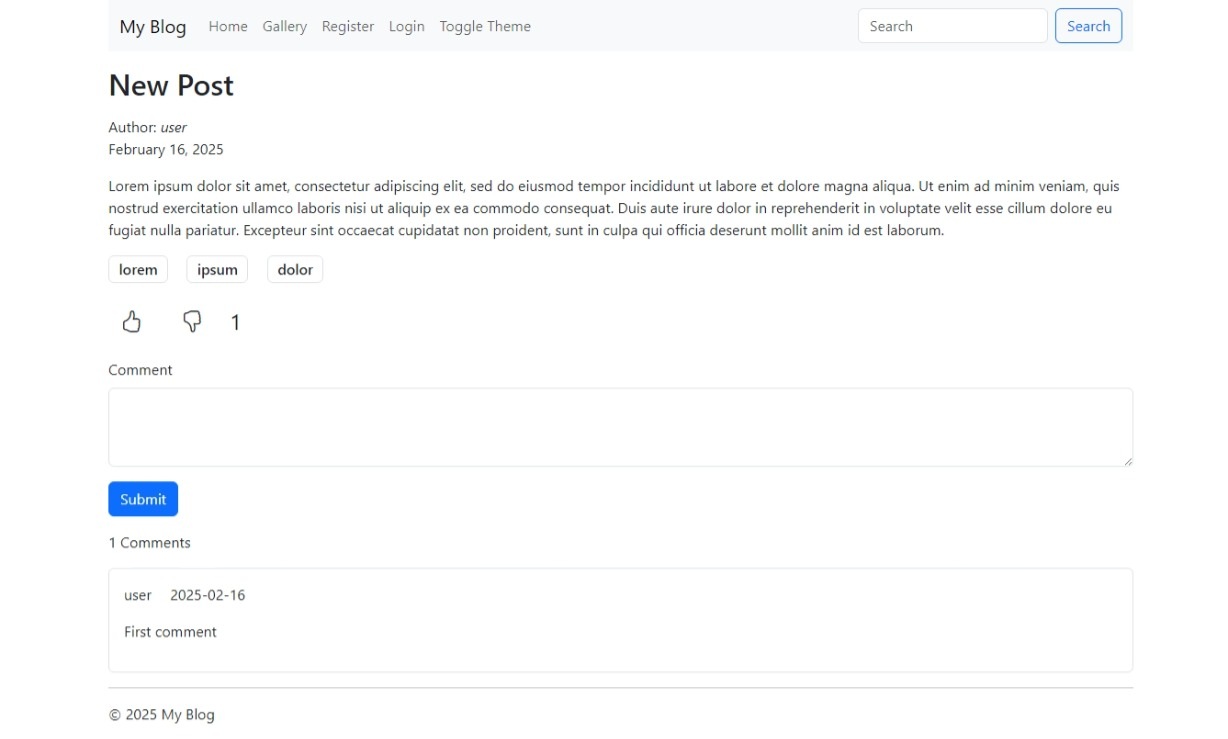 My Blog Home Gallery Register Login Toggle Theme Search Search
New Post
Author: user
February 16, 2025
Lorem ipsum dolor sit amet, consectetur adipiscing elit, sed do eiusmod tempor incididunt ut labore et dolore magna aliqua. Ut enim ad minim veniam, quis
nostrud exercitation ullamco laboris nisi ut aliquip ex ea commodo consequat. Duis aute irure dolor in reprehenderit in voluptate velit esse cillum dolore eu
fugiat nulla pariatur. Excepteur sint occaecat cupidatat non proident, sunt in culpa qui officia deserunt mollit anim id est laborum.
lorem ipsum dolor
1
Comment
Submit
1 Comments
user 2025-02-16
First comment
© 2025 My Blog